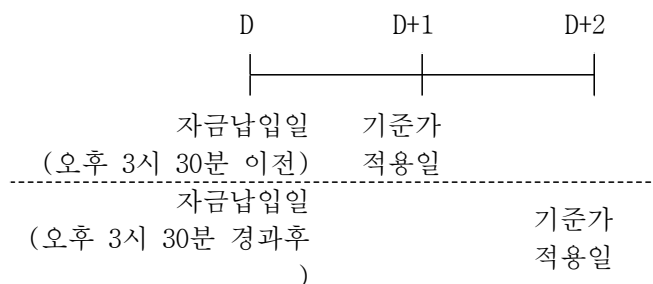 D D+1 D+2
자금납입일 기준가
(오후 3시 30분 이전) 적용일
자금납입일
(오후 3시 30분 경과후
)
기준가
적용일